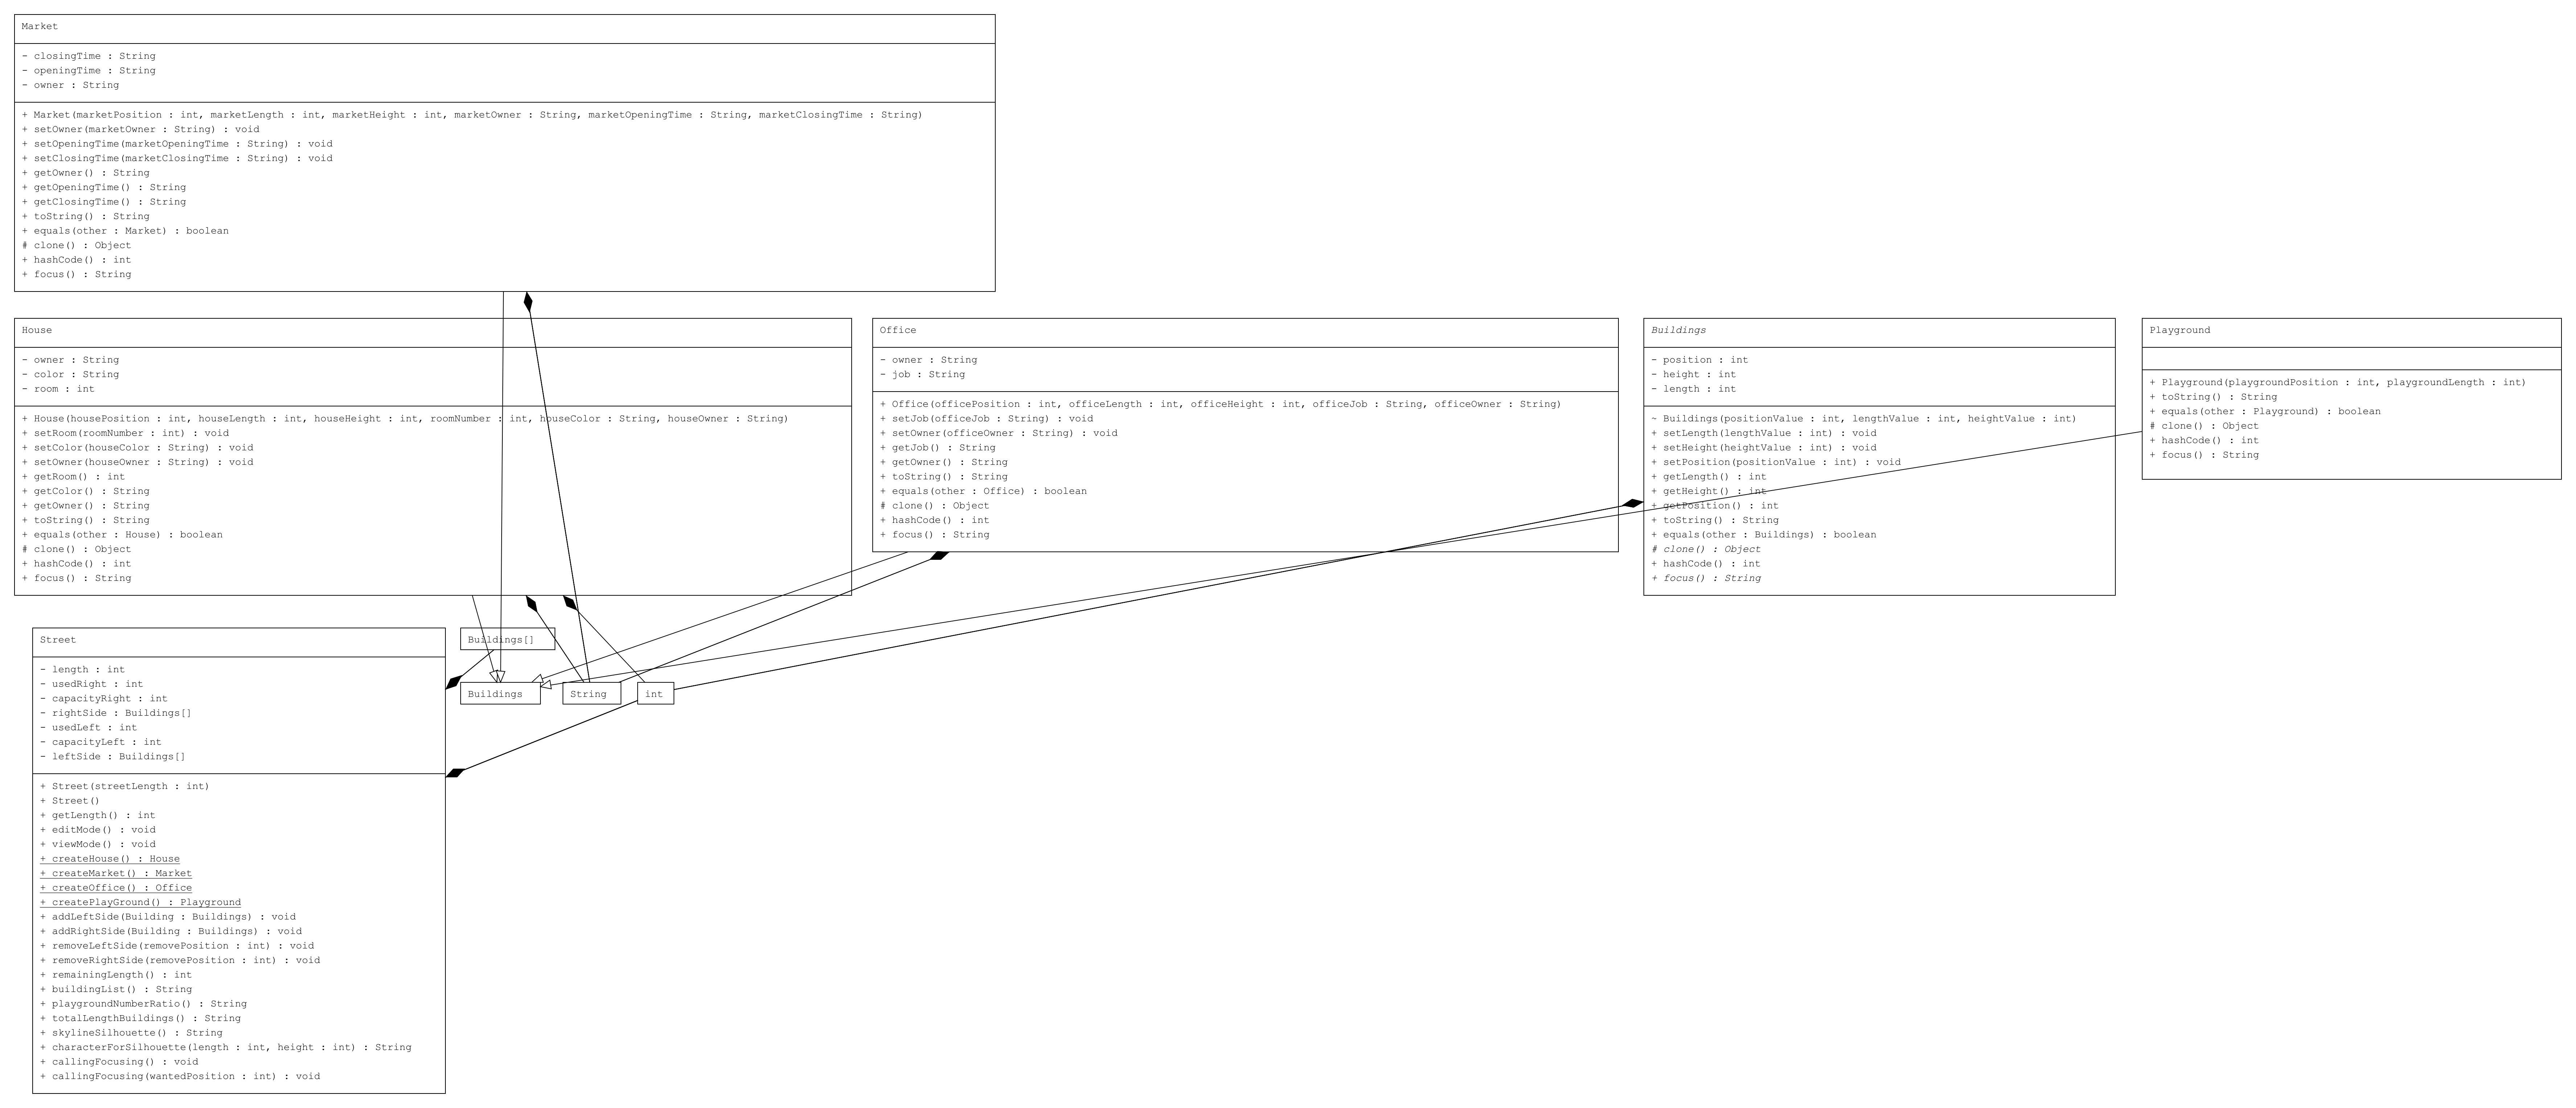 Market
- closingTime : String
- openingTime : String
- owner : String
+ Market(marketPosition : int, marketLength : int, marketHeight : int, marketOwner : String, marketOpeningTime : String, marketClosingTime : String)
+ setOwner(marketOwner : String) : void
+ setOpeningTime(marketOpeningTime : String) : void
+ setClosingTime(marketClosingTime : String) : void
+ getOwner() : String
+ getOpeningTime() : String
+ getClosingTime() : String
+ toString() : String
+ equals(other : Market) : boolean
# clone() : Object
+ hashCode() : int
+ focus() : String
House
- owner : String
- color : String
- room : int
+ House(housePosition : int, houseLength : int, houseHeight : int, roomNumber : int, houseColor : String, houseOwner : String)
+ setRoom(roomNumber : int) : void
+ setColor(houseColor : String) : void
+ setOwner(houseOwner : String) : void
+ getRoom() : int
+ getColor() : String
+ getOwner() : String
+ toString() : String
+ equals(other : House) : boolean
# clone() : Object
+ hashCode() : int
+ focus() : String
Office
- owner : String
- job : String
+ Office(officePosition : int, officeLength : int, officeHeight : int, officeJob : String, officeOwner : String)
+ setJob(officeJob : String) : void
+ setOwner(officeOwner : String) : void
+ getJob() : String
+ getOwner() : String
+ toString() : String
+ equals(other : Office) : boolean
# clone() : Object
+ hashCode() : int
+ focus() : String
Buildings
- position : int
- height : int
- length : int
~ Buildings(positionValue : int, lengthValue : int, heightValue : int)
+ setLength(lengthValue : int) : void
+ setHeight(heightValue : int) : void
+ setPosition(positionValue : int) : void
+ getLength() : int
+ getHeight() : int
+ getPosition() : int
+ toString() : String
+ equals(other : Buildings) : boolean
# clone() : Object
+ hashCode() : int
+ focus() : String
Playground
+ Playground(playgroundPosition : int, playgroundLength : int)
+ toString() : String
+ equals(other : Playground) : boolean
# clone() : Object
+ hashCode() : int
+ focus() : String
Street
- length : int
- usedRight : int
- capacityRight : int
- rightSide : Buildings[]
- usedLeft : int
- capacityLeft : int
- leftSide : Buildings[]
+ Street(streetLength : int)
+ Street()
+ getLength() : int
+ editMode() : void
+ viewMode() : void
+ createHouse() : House
+ createMarket() : Market
+ createOffice() : Office
+ createPlayGround() : Playground
+ addLeftSide(Building : Buildings) : void
+ addRightSide(Building : Buildings) : void
+ removeLeftSide(removePosition : int) : void
+ removeRightSide(removePosition : int) : void
+ remainingLength() : int
+ buildingList() : String
+ playgroundNumberRatio() : String
+ totalLengthBuildings() : String
+ skylineSilhouette() : String
+ characterForSilhouette(length : int, height : int) : String
+ callingFocusing() : void
+ callingFocusing(wantedPosition : int) : void
Buildings[]
Buildings
String
int